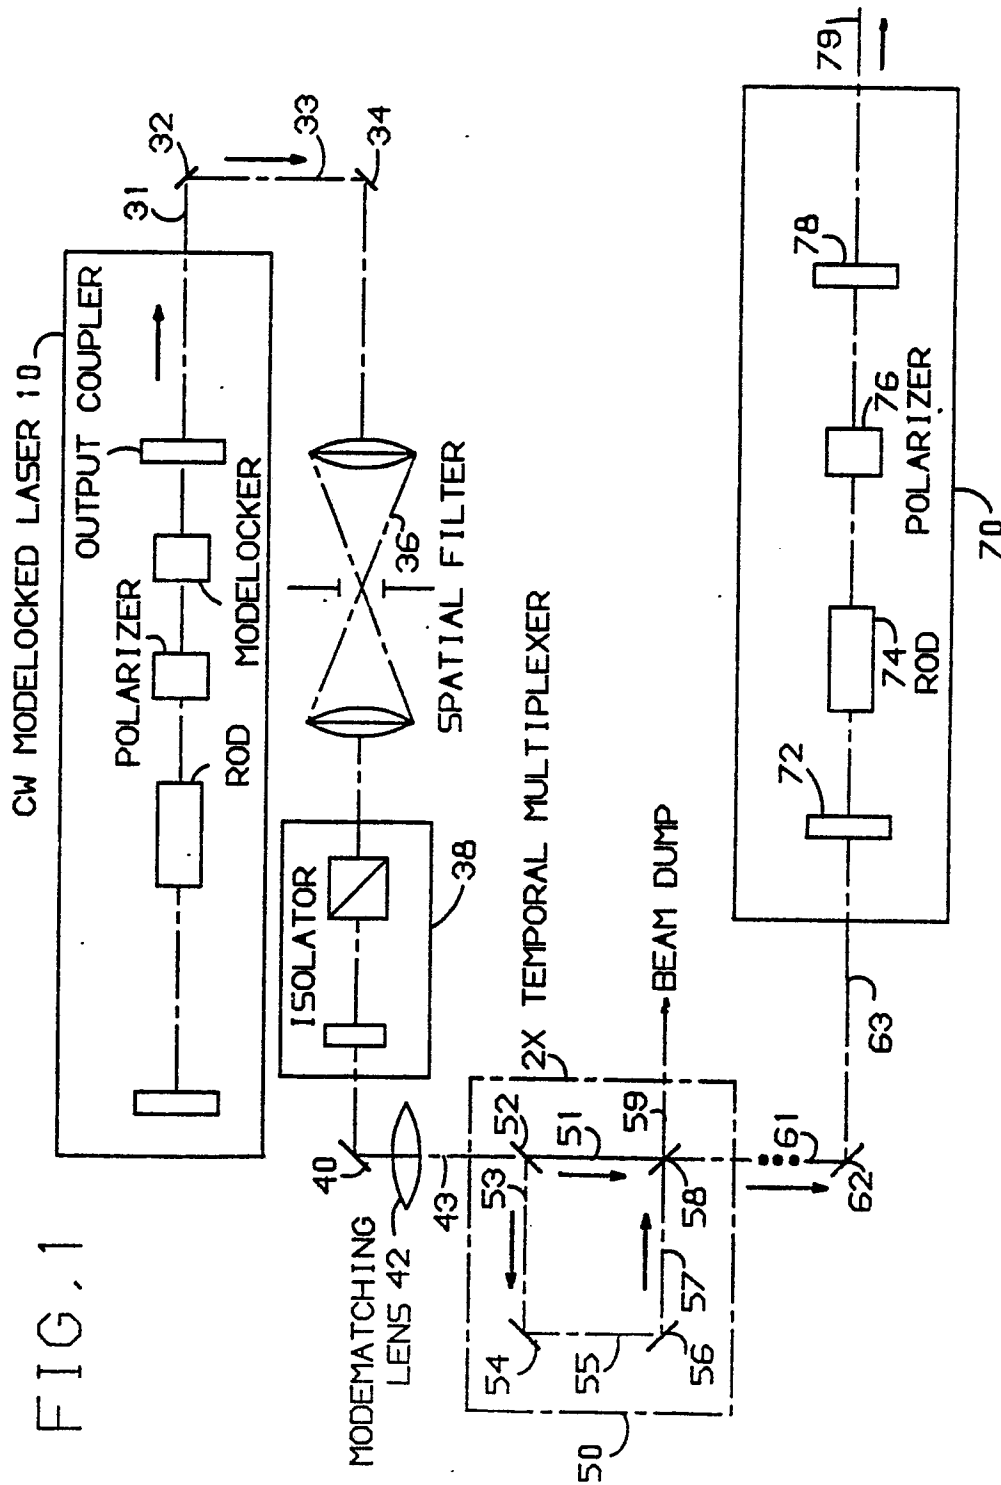 FIG. 1
CW MODELOCKED LASER 10
OUTPUT COUPLER
POLARIZER
ROD
MODELOCKER
31
32
33
34
36
SPATIAL FILTER
ISOLATOR
38
40
MODEMATCHING
LENS 42
43
2X TEMPORAL MULTIPLEXER
50
51
52
53
54
55
56
57
58
59
BEAM DUMP
61
62
63
70
72
74
ROD
76
POLARIZER
78
79